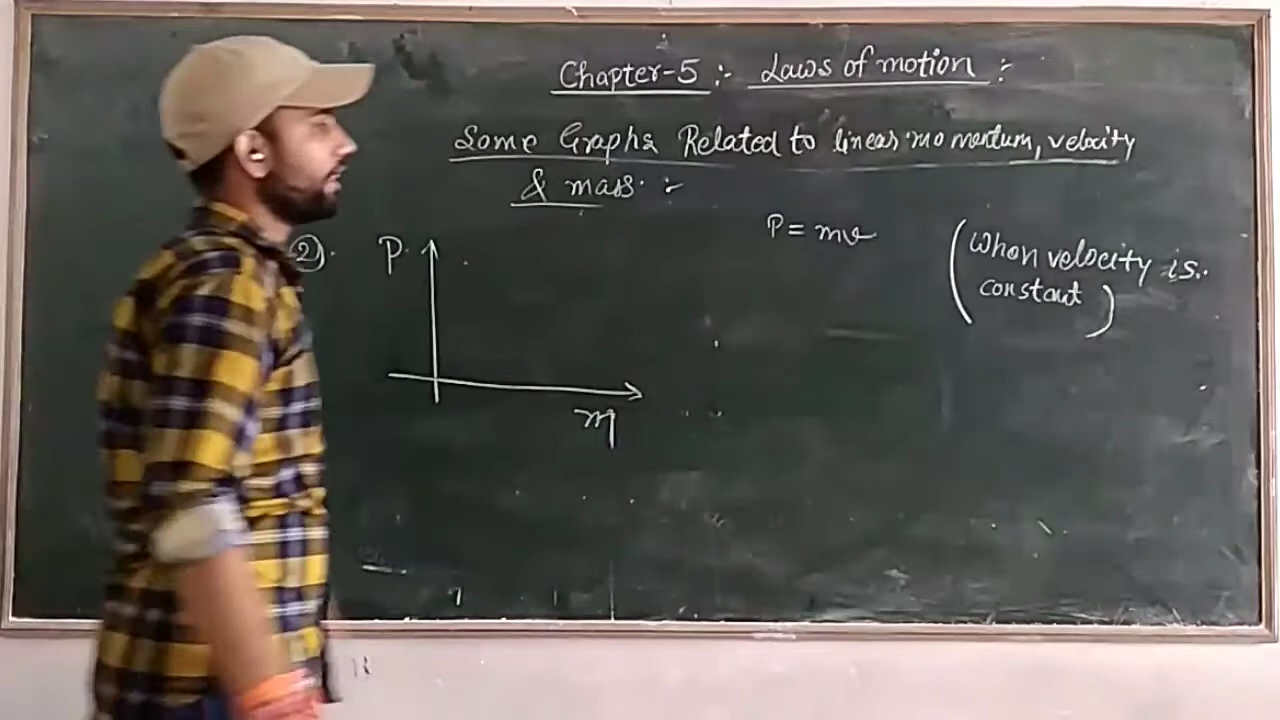 Chapter-5 :- Laws of motion :-
Some Graphs Related to linear momentum, velocity
& mass :-
2).
P
P = mv
(When velocity is
constant)
m